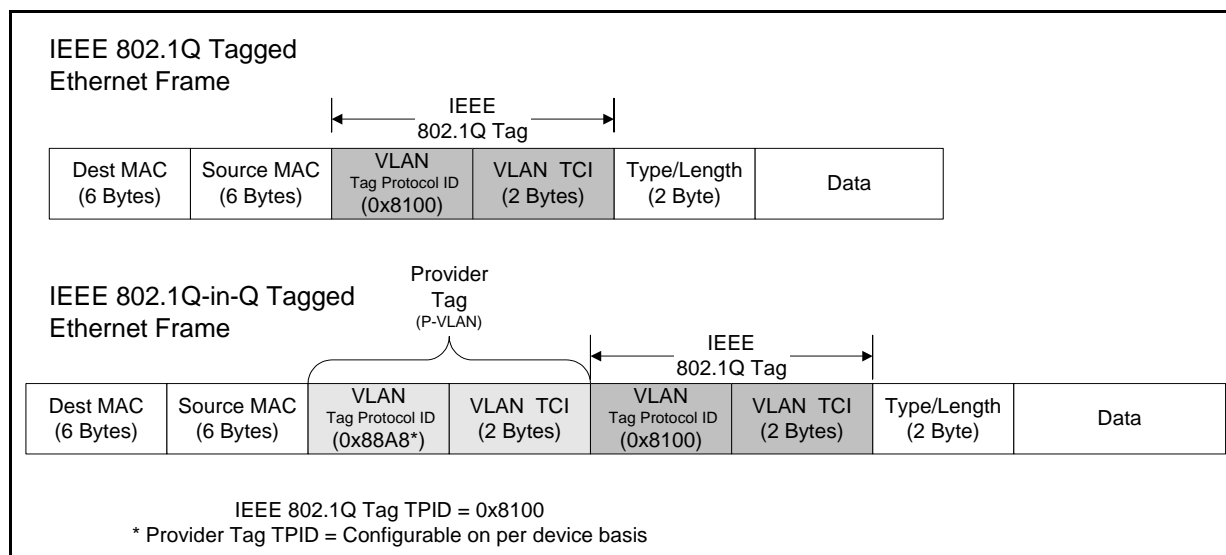 IEEE 802.1Q Tagged
Ethernet Frame
IEEE
802.1Q Tag
Dest MAC
(6 Bytes)
Source MAC
(6 Bytes)
VLAN
Tag Protocol ID
(0x8100)
VLAN TCI
(2 Bytes)
Type/Length
(2 Byte)
Data
IEEE 802.1Q-in-Q Tagged
Ethernet Frame
Provider
Tag
(P-VLAN)
IEEE
802.1Q Tag
Dest MAC
(6 Bytes)
Source MAC
(6 Bytes)
VLAN
Tag Protocol ID
(0x88A8*)
VLAN TCI
(2 Bytes)
VLAN
Tag Protocol ID
(0x8100)
VLAN TCI
(2 Bytes)
Type/Length
(2 Byte)
Data
IEEE 802.1Q Tag TPID = 0x8100
* Provider Tag TPID = Configurable on per device basis